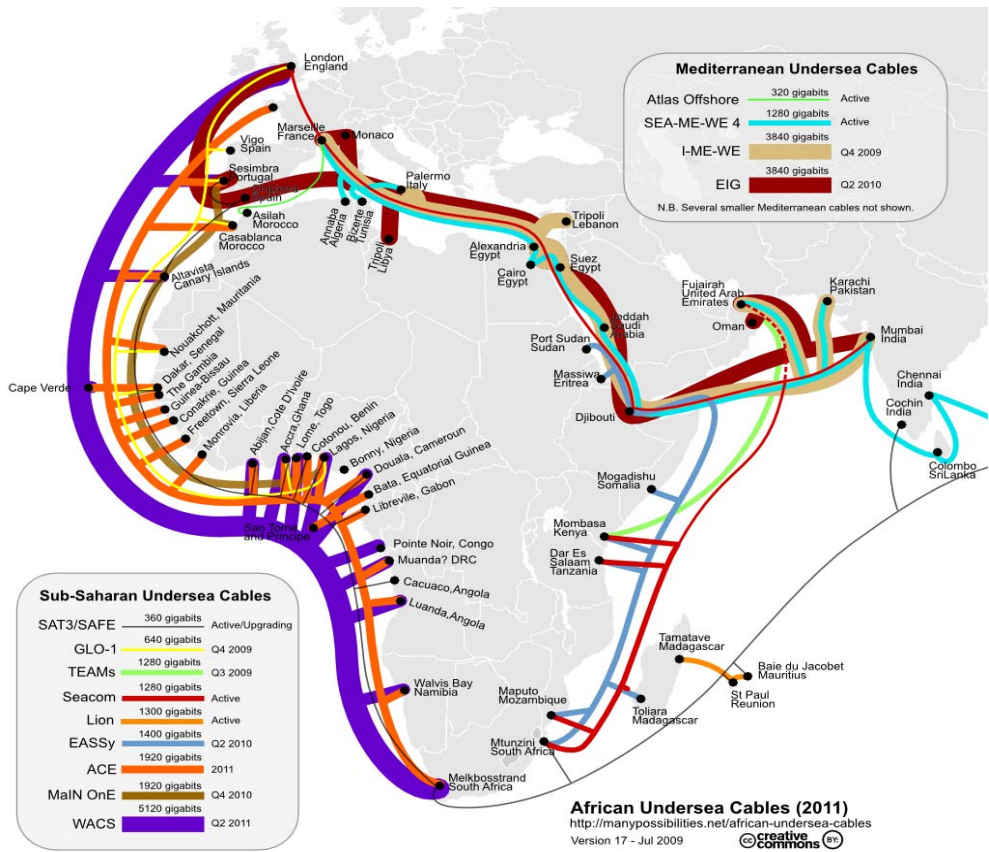 London
England
Vigo
Spain
Sesimbra
Portugal
Spain
Asilah
Morocco
Casablanca
Morocco
Altavista
Canary Islands
Marseille
France
Monaco
Palermo
Italy
Annaba
Algeria
Bizerte
Tunisia
Tripoli
Libya
Alexandria
Egypt
Cairo
Egypt
Suez
Egypt
Tripoli
Lebanon
Jeddah
Saudi
Arabia
Port Sudan
Sudan
Massiwa
Eritrea
Djibouti
Fujairah
United Arab
Emirates
Oman
Karachi
Pakistan
Mumbai
India
Chennai
India
Cochin
India
Colombo
SriLanka
Mediterranean Undersea Cables
Atlas Offshore 320 gigabits Active
SEA-ME-WE 4 1280 gigabits Active
I-ME-WE 3840 gigabits Q4 2009
EIG 3840 gigabits Q2 2010
N.B. Several smaller Mediterranean cables not shown.
Cape Verde
Nouakchott, Mauritania
Dakar, Senegal
The Gambia
Guinea-Bissau
Conakrie, Guinea
Freetown, Sierra Leone
Monrovia, Liberia
Abijan,Cote D'Ivoire
Accra,Ghana
Lome, Togo
Cotonou, Benin
Lagos, Nigeria
Bonny, Nigeria
Douala, Cameroun
Bata, Equatorial Guinea
Librevile, Gabon
Sao Tome
and Principe
Pointe Noir, Congo
Muanda? DRC
Cacuaco,Angola
Luanda,Angola
Walvis Bay
Namibia
Melkbosstrand
South Africa
Mogadishu
Somalia
Mombasa
Kenya
Dar Es
Salaam
Tanzania
Maputo
Mozambique
Mtunzini
South Africa
Toliara
Madagascar
Tamatave
Madagascar
Baie du Jacobet
Mauritius
St Paul
Reunion
Sub-Saharan Undersea Cables
SAT3/SAFE 360 gigabits Active/Upgrading
GLO-1 640 gigabits Q4 2009
TEAMs 1280 gigabits Q3 2009
Seacom 1280 gigabits Active
Lion 1300 gigabits Active
EASSy 1400 gigabits Q2 2010
ACE 1920 gigabits 2011
MaIN OnE 1920 gigabits Q4 2010
WACS 5120 gigabits Q2 2011
African Undersea Cables (2011)
http://manypossibilities.net/african-undersea-cables
Version 17 - Jul 2009
cc creative commons BY: